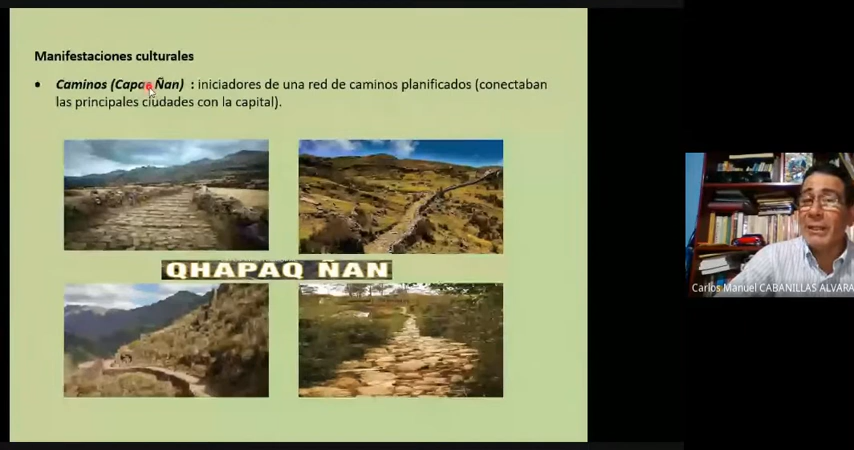 Manifestaciones culturales
• Caminos (Capac Ñan) : iniciadores de una red de caminos planificados (conectaban
las principales ciudades con la capital).
QHAPAQ ÑAN
Carlos Manuel CABANILLAS ALVARA